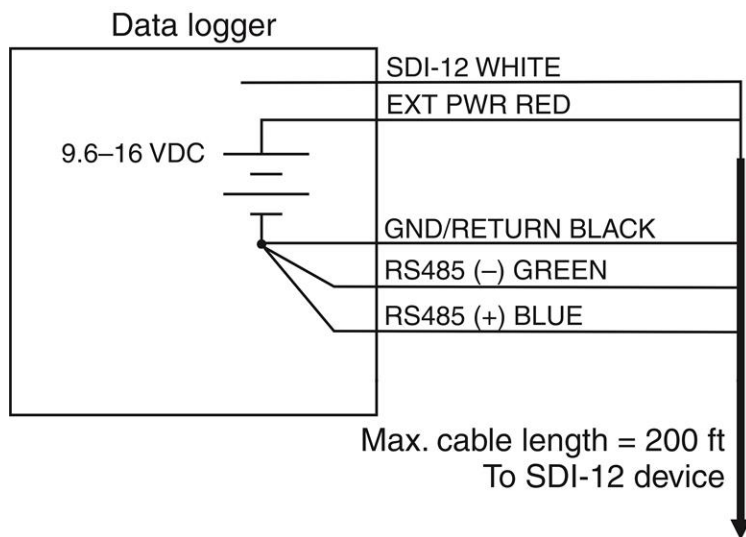 Data logger
SDI-12 WHITE
EXT PWR RED
9.6–16 VDC
GND/RETURN BLACK
RS485 (–) GREEN
RS485 (+) BLUE
Max. cable length = 200 ft
To SDI-12 device